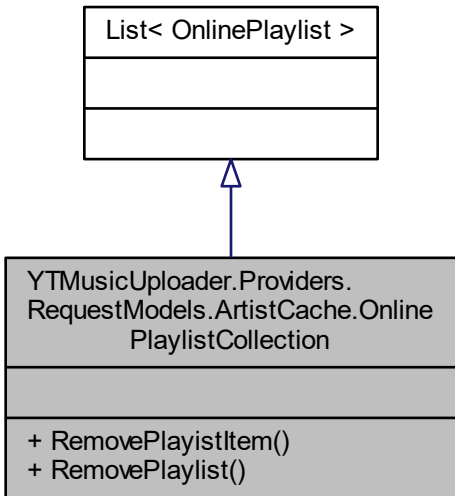 List< OnlinePlaylist >
YTMusicUploader.Providers.
RequestModels.ArtistCache.Online
PlaylistCollection
+ RemovePlayistItem()
+ RemovePlaylist()